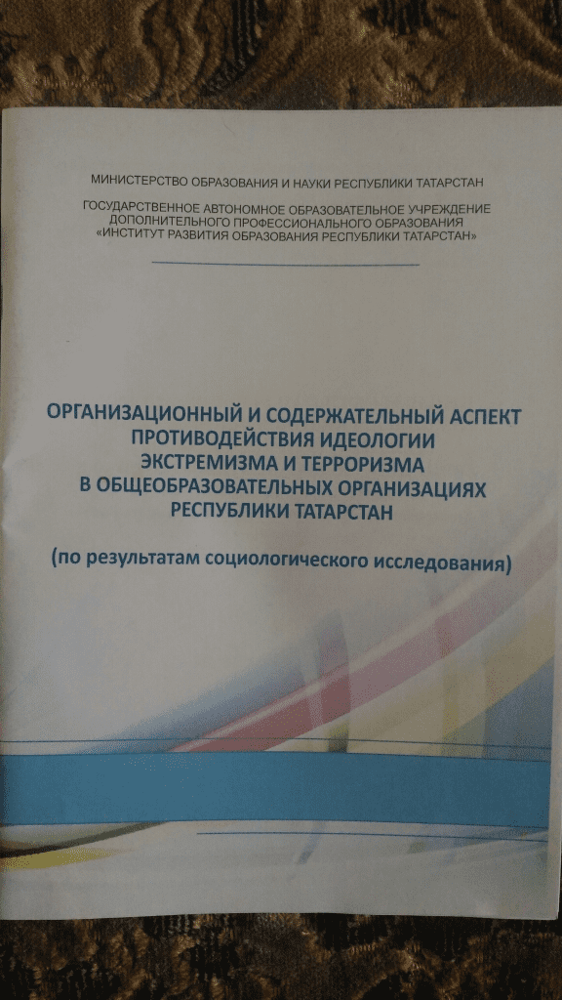 МИНИСТЕРСТВО ОБРАЗОВАНИЯ И НАУКИ РЕСПУБЛИКИ ТАТАРСТАН
ГОСУДАРСТВЕННОЕ АВТОНОМНОЕ ОБРАЗОВАТЕЛЬНОЕ УЧРЕЖДЕНИЕ
ДОПОЛНИТЕЛЬНОГО ПРОФЕССИОНАЛЬНОГО ОБРАЗОВАНИЯ
«ИНСТИТУТ РАЗВИТИЯ ОБРАЗОВАНИЯ РЕСПУБЛИКИ ТАТАРСТАН»
ОРГАНИЗАЦИОННЫЙ И СОДЕРЖАТЕЛЬНЫЙ АСПЕКТ
ПРОТИВОДЕЙСТВИЯ ИДЕОЛОГИИ
ЭКСТРЕМИЗМА И ТЕРРОРИЗМА
В ОБЩЕОБРАЗОВАТЕЛЬНЫХ ОРГАНИЗАЦИЯХ
РЕСПУБЛИКИ ТАТАРСТАН
(по результатам социологического исследования)